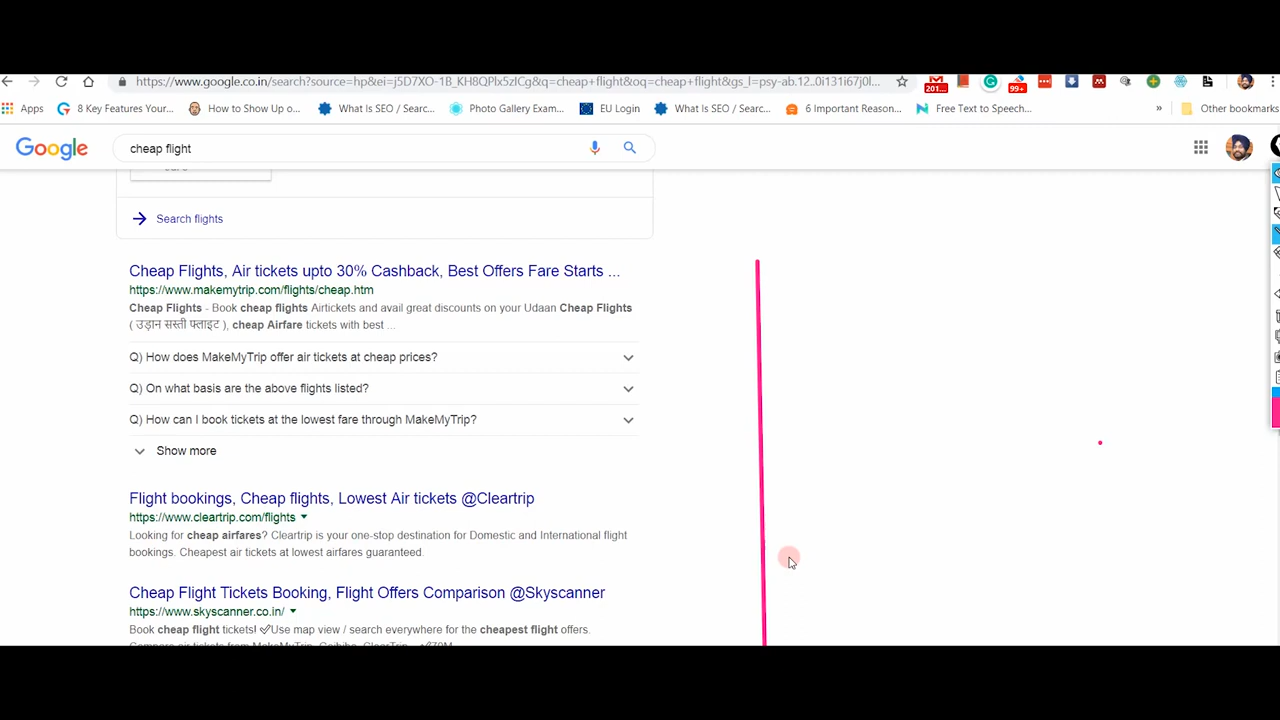 https://www.google.co.in/search?source=hp&ei=j5D7XO-1B_KH8QPlx5zICg&q=cheap+flight&oq=cheap+flight&gs_l=psy-ab.12..0i131i67j0l...
201...
99+
Apps
8 Key Features Your...
How to Show Up o...
What Is SEO / Searc...
Photo Gallery Exam...
EU Login
What Is SEO / Searc...
6 Important Reason...
Free Text to Speech...
»
Other bookmarks
Google
cheap flight
Search flights
Cheap Flights, Air tickets upto 30% Cashback, Best Offers Fare Starts ...
https://www.makemytrip.com/flights/cheap.htm
Cheap Flights - Book cheap flights Airtickets and avail great discounts on your Udaan Cheap Flights
( उड़ान सस्ती फ्लाइट ), cheap Airfare tickets with best ...
Q) How does MakeMyTrip offer air tickets at cheap prices?
Q) On what basis are the above flights listed?
Q) How can I book tickets at the lowest fare through MakeMyTrip?
Show more
Flight bookings, Cheap flights, Lowest Air tickets @Cleartrip
https://www.cleartrip.com/flights
Looking for cheap airfares? Cleartrip is your one-stop destination for Domestic and International flight
bookings. Cheapest air tickets at lowest airfares guaranteed.
Cheap Flight Tickets Booking, Flight Offers Comparison @Skyscanner
https://www.skyscanner.co.in/
Book cheap flight tickets! ✓Use map view / search everywhere for the cheapest flight offers.
Compare air tickets from MakeMyTrip, Goibibo, ClearTrip